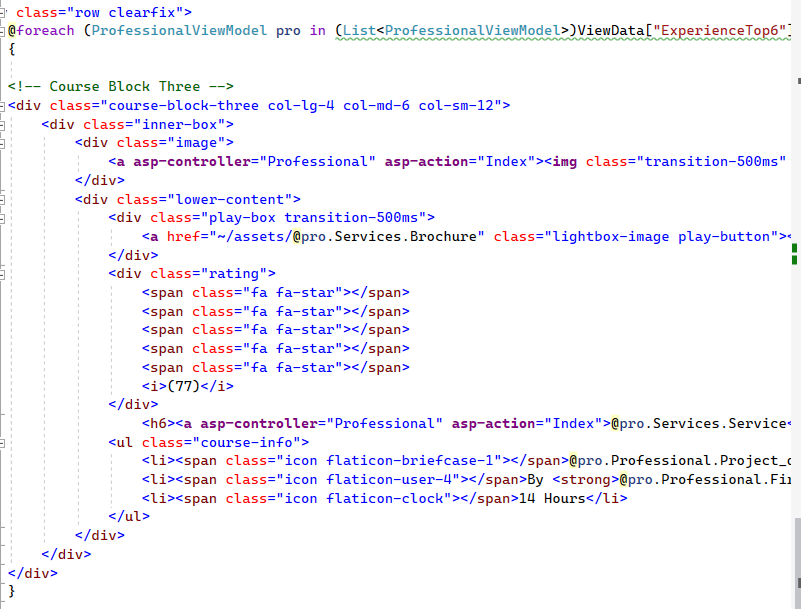 class="row clearfix">
@foreach (ProfessionalViewModel pro in (List<ProfessionalViewModel>)ViewData["ExperienceTop6"]
{
<!-- Course Block Three -->
<div class="course-block-three col-lg-4 col-md-6 col-sm-12">
<div class="inner-box">
<div class="image">
<a asp-controller="Professional" asp-action="Index"><img class="transition-500ms"
</div>
<div class="lower-content">
<div class="play-box transition-500ms">
<a href="~/assets/@pro.Services.Brochure" class="lightbox-image play-button"><
</div>
<div class="rating">
<span class="fa fa-star"></span>
<span class="fa fa-star"></span>
<span class="fa fa-star"></span>
<span class="fa fa-star"></span>
<span class="fa fa-star"></span>
<i>(77)</i>
</div>
<h6><a asp-controller="Professional" asp-action="Index">@pro.Services.Service<
<ul class="course-info">
<li><span class="icon flaticon-briefcase-1"></span>@pro.Professional.Project_
<li><span class="icon flaticon-user-4"></span>By <strong>@pro.Professional.Fi
<li><span class="icon flaticon-clock"></span>14 Hours</li>
</ul>
</div>
</div>
</div>
}